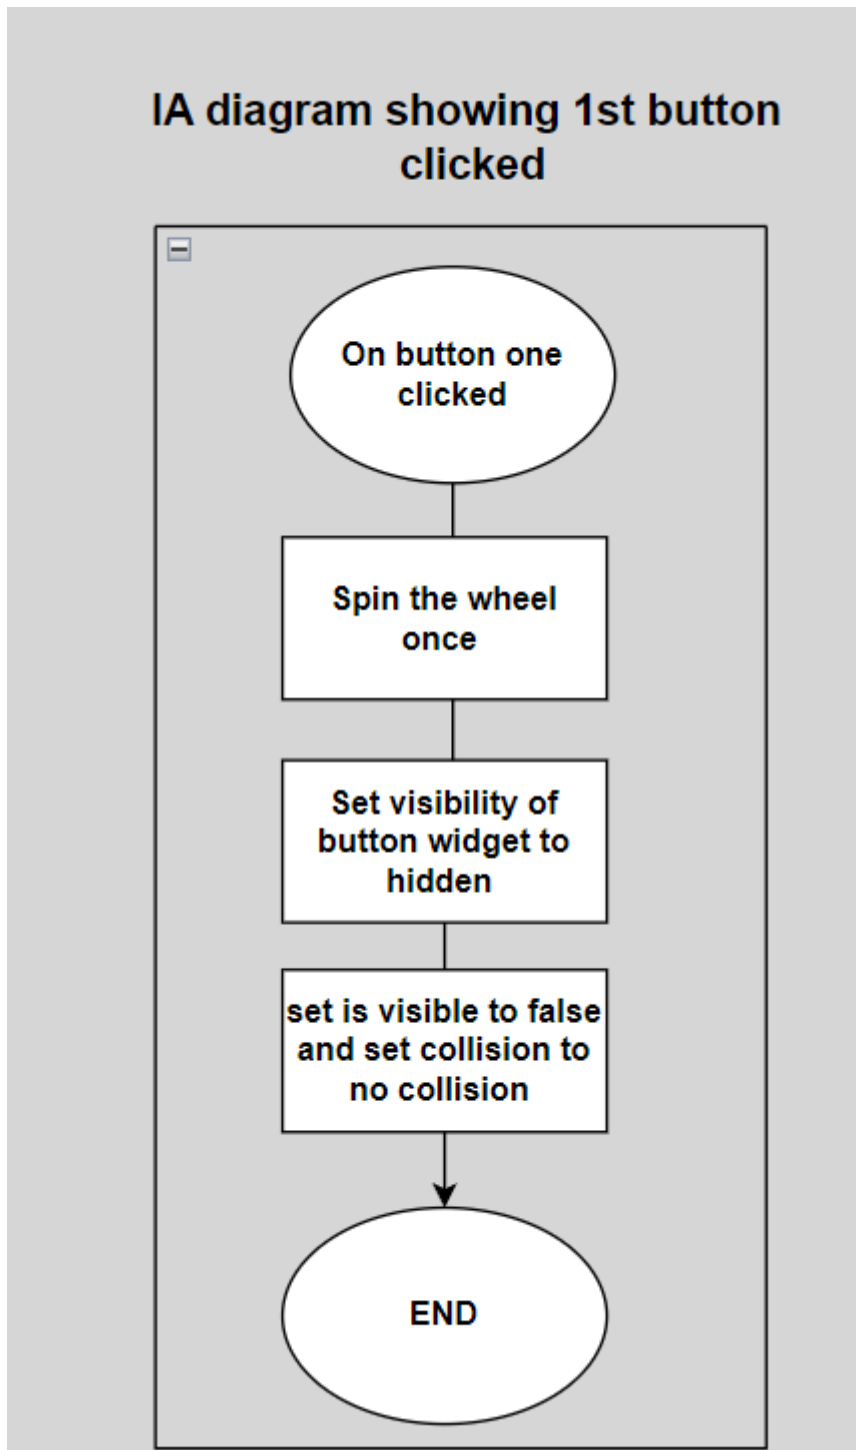 IA diagram showing 1st button
clicked
On button one
clicked
Spin the wheel
once
Set visibility of
button widget to
hidden
set is visible to false
and set collision to
no collision
END